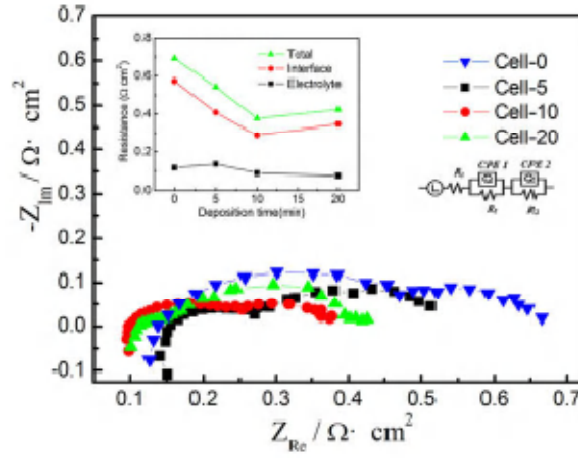 -Z_Im / Ω· cm²
0.7
0.6
0.5
0.4
0.3
0.2
0.1
0.0
-0.1
0.1 0.2 0.3 0.4 0.5 0.6 0.7
Z_Re / Ω· cm²
Cell-0
Cell-5
Cell-10
Cell-20
CPE 1 CPE 2
L
Resistance (Ω cm²)
0.8
0.6
0.4
0.2
0.0
Total
Interface
Electrolyte
0 5 10 20
Deposition time(min)